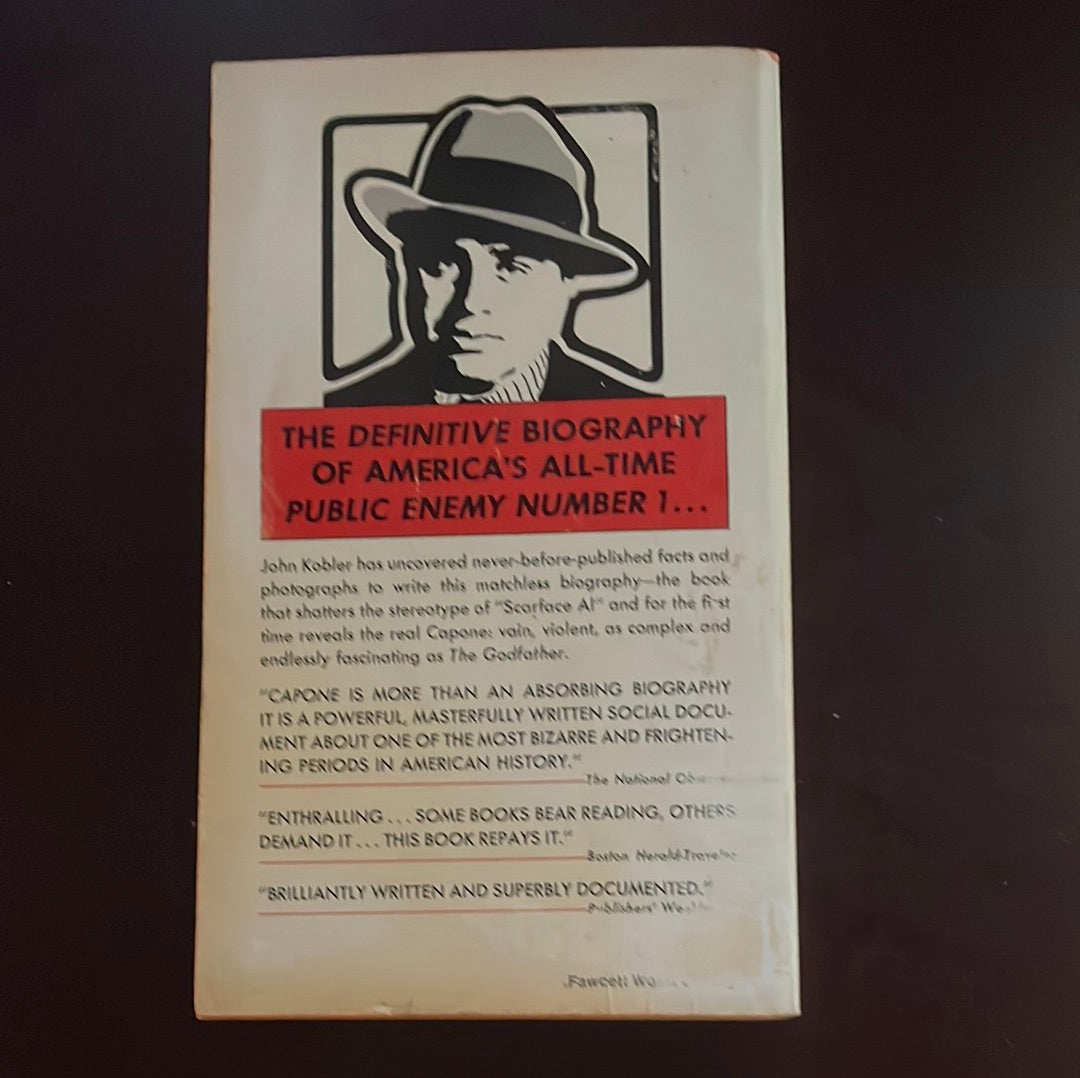 THE DEFINITIVE BIOGRAPHY
OF AMERICA'S ALL-TIME
PUBLIC ENEMY NUMBER 1...
John Kobler has uncovered never-before-published facts and
photographs to write this matchless biography—the book
that shatters the stereotype of "Scarface Al" and for the first
time reveals the real Capone: vain, violent, as complex and
endlessly fascinating as The Godfather.
"CAPONE IS MORE THAN AN ABSORBING BIOGRAPHY
IT IS A POWERFUL, MASTERFULLY WRITTEN SOCIAL DOCU-
MENT ABOUT ONE OF THE MOST BIZARRE AND FRIGHTEN-
ING PERIODS IN AMERICAN HISTORY."
The National
"ENTHRALLING... SOME BOOKS BEAR READING, OTHERS
DEMAND IT... THIS BOOK REPAYS IT."
Boston Herald-Traveler
"BRILLIANTLY WRITTEN AND SUPERBLY DOCUMENTED."
Publishers'
Fawcett